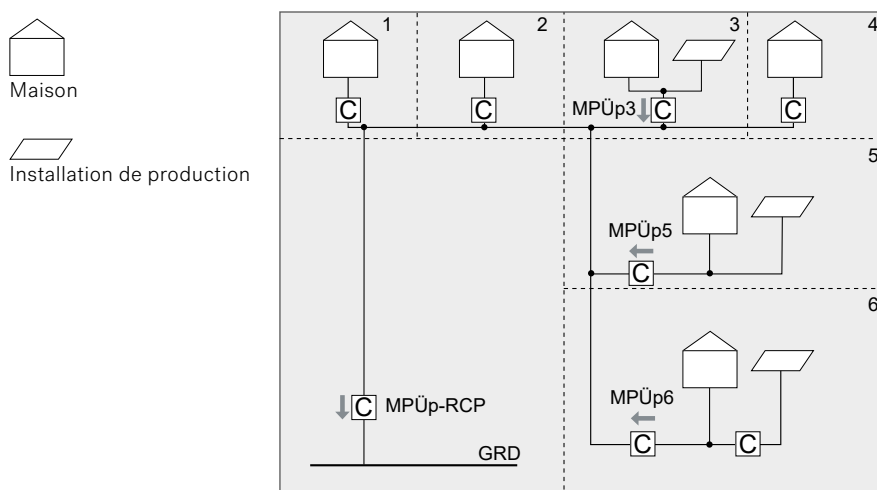 Maison
Installation de production
1
2
3
4
C
C
MPÜp3
C
C
5
MPÜp5
C
6
MPÜp6
C
C
C
MPÜp-RCP
GRD